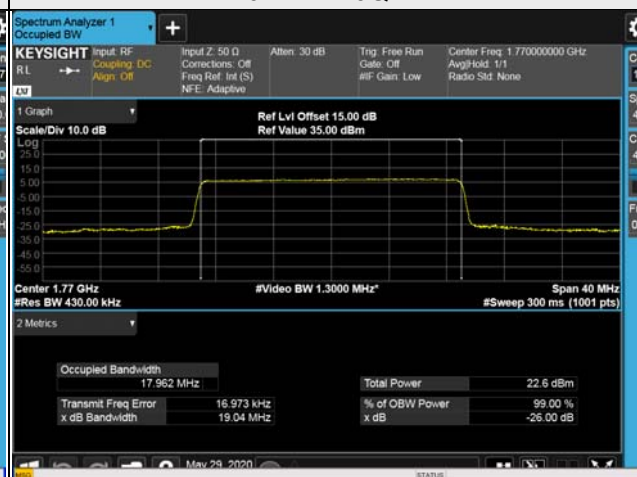 Spectrum Analyzer 1
Occupied BW
KEYSIGHT Input: RF Input Z: 50 Ω Atten: 30 dB Trig: Free Run Center Freq: 1.770000000 GHz
RL Coupling: DC Corrections: Off Gate: Off Avg|Hold: 1/1
Align: Off Freq Ref: Int (S) #IF Gain: Low Radio Std: None
LXI NFE: Adaptive
1 Graph Ref Lvl Offset 15.00 dB
Scale/Div 10.0 dB Ref Value 35.00 dBm
Log
25.0
15.0
5.00
-5.00
-15.0
-25.0
-35.0
-45.0
-55.0
Center 1.77 GHz #Video BW 1.3000 MHz* Span 40 MHz
#Res BW 430.00 kHz #Sweep 300 ms (1001 pts)
2 Metrics
Occupied Bandwidth
17.962 MHz Total Power 22.6 dBm
Transmit Freq Error 16.973 kHz % of OBW Power 99.00 %
x dB Bandwidth 19.04 MHz x dB -26.00 dB
May 29, 2020
MSG STATUS